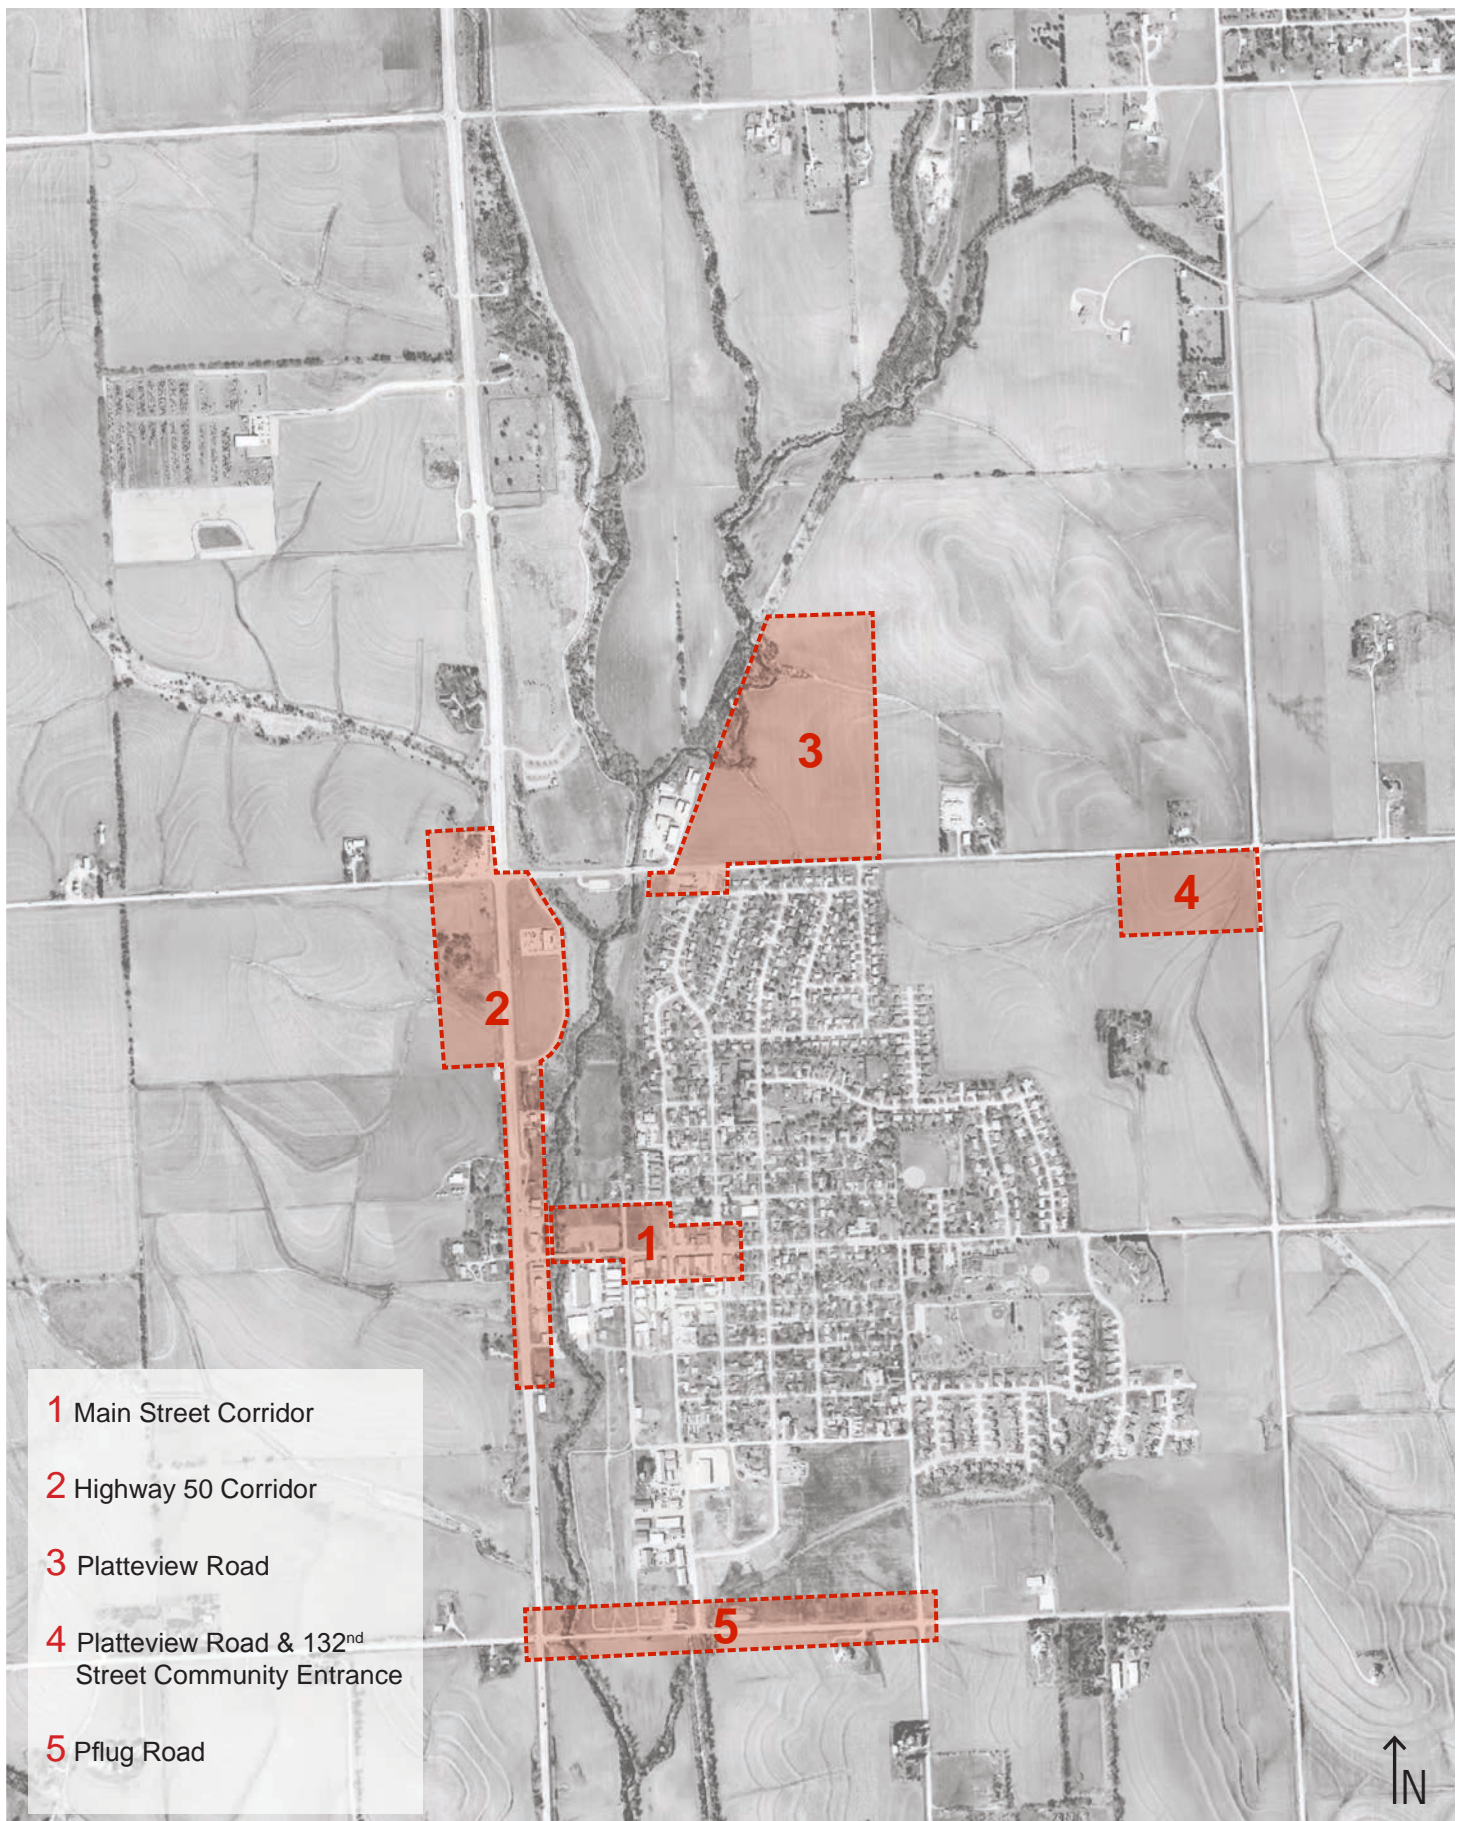 3
4
2
1
5
1 Main Street Corridor
2 Highway 50 Corridor
3 Platteview Road
4 Platteview Road & 132nd
Street Community Entrance
5 Pflug Road
N